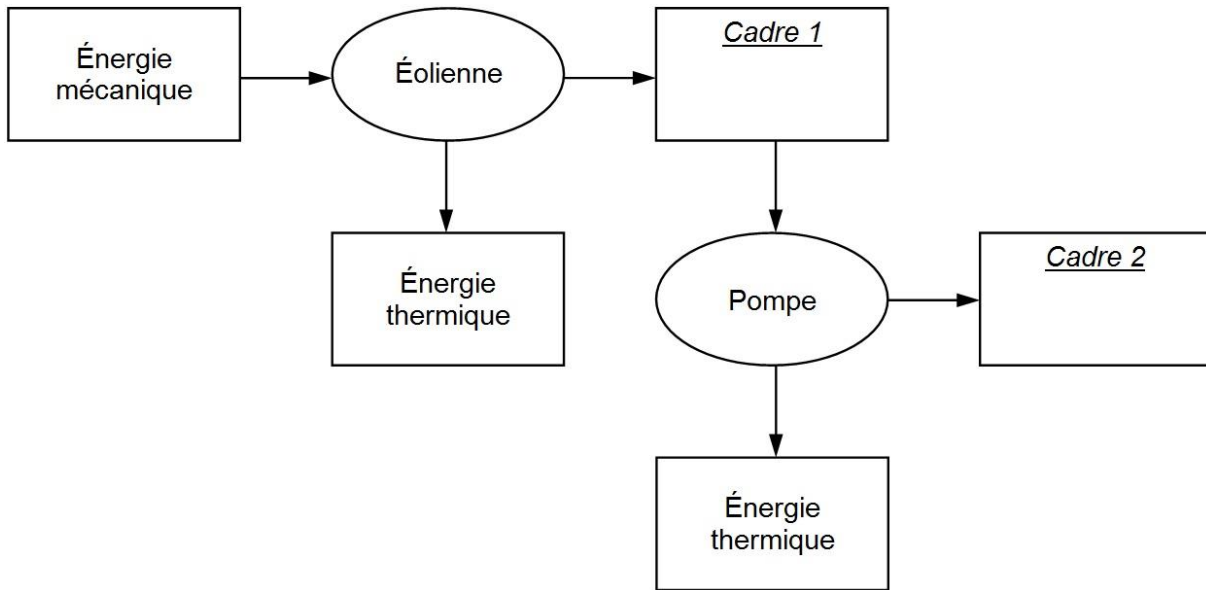 Énergie
mécanique
Éolienne
Cadre 1
Énergie
thermique
Pompe
Cadre 2
Énergie
thermique